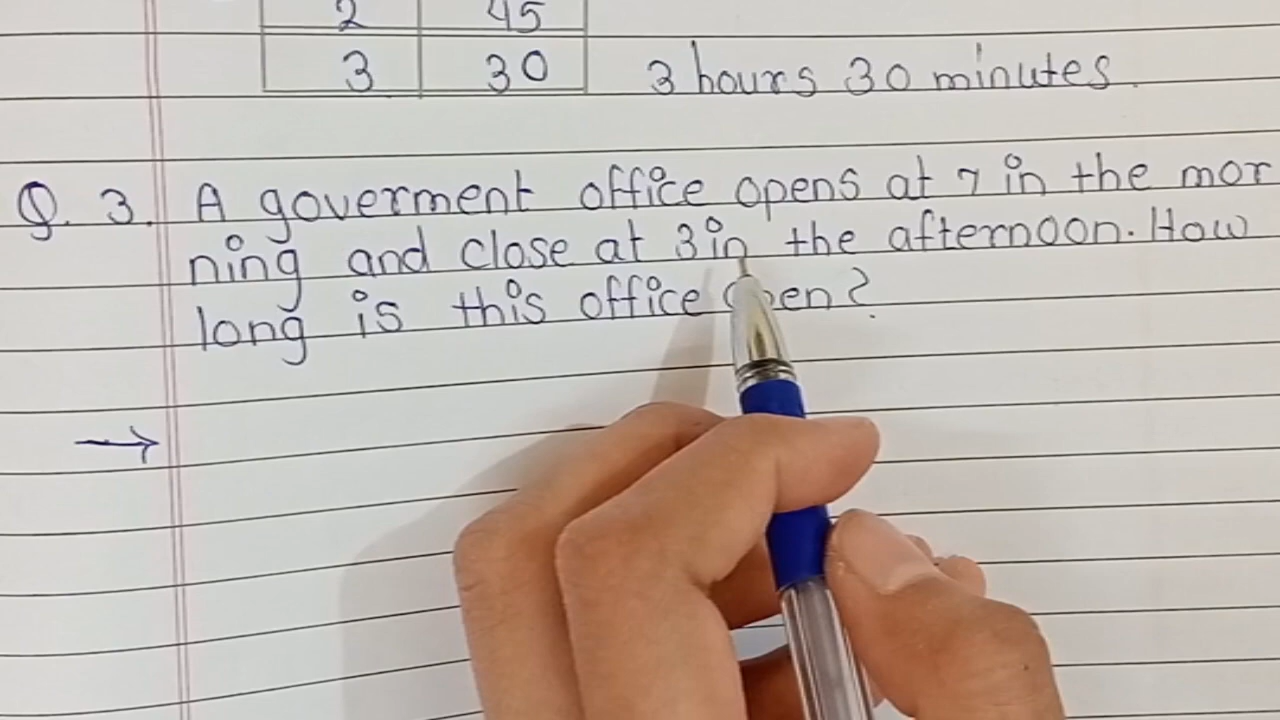 2 45
3 30 3 hours 30 minutes.
Q. 3. A goverment office opens at 7 in the mor
ning and close at 3 in the afternoon. How
long is this office open?
→